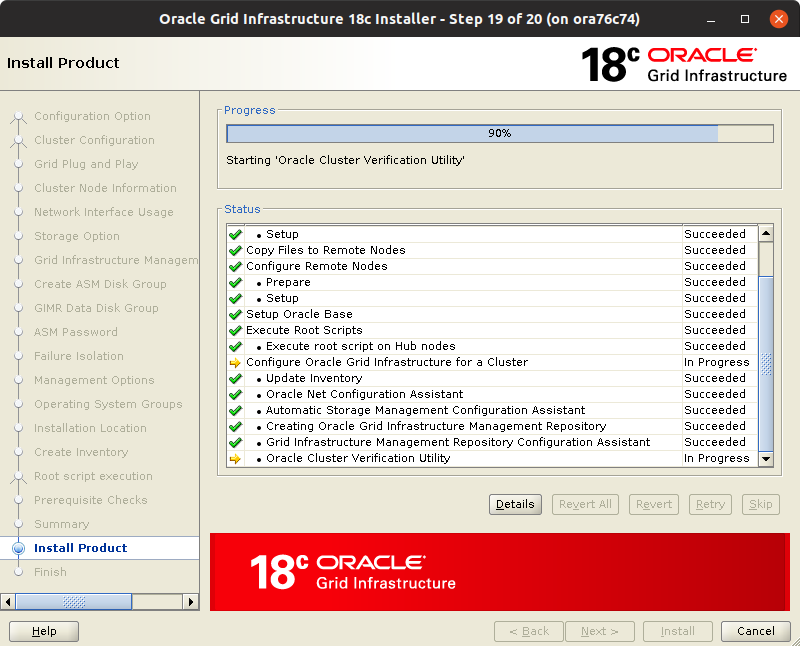 Oracle Grid Infrastructure 18c Installer - Step 19 of 20 (on ora76c74)
Install Product
18c ORACLE
Grid Infrastructure
Configuration Option
Cluster Configuration
Grid Plug and Play
Cluster Node Information
Network Interface Usage
Storage Option
Grid Infrastructure Managem
Create ASM Disk Group
GIMR Data Disk Group
ASM Password
Failure Isolation
Management Options
Operating System Groups
Installation Location
Create Inventory
Root script execution
Prerequisite Checks
Summary
Install Product
Finish
Progress
90%
Starting 'Oracle Cluster Verification Utility'
Status
• Setup Succeeded
Copy Files to Remote Nodes Succeeded
Configure Remote Nodes Succeeded
• Prepare Succeeded
• Setup Succeeded
Setup Oracle Base Succeeded
Execute Root Scripts Succeeded
• Execute root script on Hub nodes Succeeded
Configure Oracle Grid Infrastructure for a Cluster In Progress
• Update Inventory Succeeded
• Oracle Net Configuration Assistant Succeeded
• Automatic Storage Management Configuration Assistant Succeeded
• Creating Oracle Grid Infrastructure Management Repository Succeeded
• Grid Infrastructure Management Repository Configuration Assistant Succeeded
• Oracle Cluster Verification Utility In Progress
Details Revert All Revert Retry Skip
18c ORACLE
Grid Infrastructure
Help < Back Next > Install Cancel